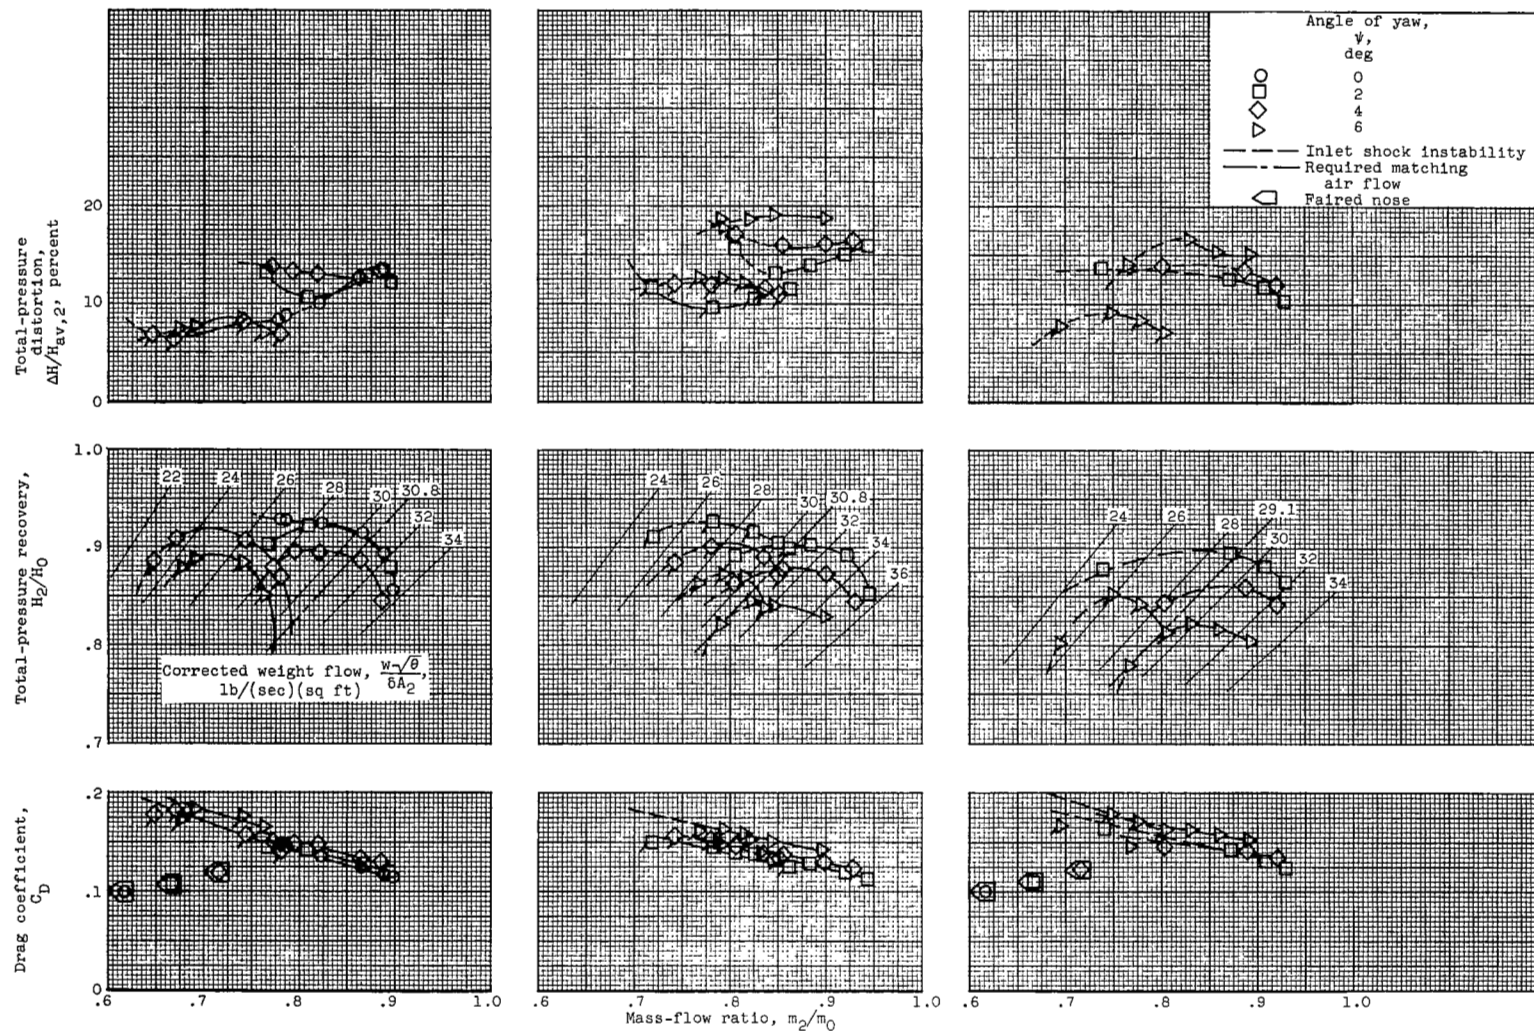 Angle of yaw,
ψ,
deg
0
2
4
6
Inlet shock instability
Required matching
air flow
Faired nose
Total-pressure
distortion,
ΔH/H_av,2, percent
20
10
0
Total-pressure recovery,
H_2/H_0
1.0
.9
.8
.7
22
24
26
28
30
30.8
32
34
Corrected weight flow, w√θ/δA_2,
lb/(sec)(sq ft)
24
26
28
30
30.8
32
34
36
24
26
28
29.1
30
32
34
Drag coefficient,
C_D
.2
.1
0
.6 .7 .8 .9 1.0
.6 .7 .8 .9 1.0
.6 .7 .8 .9 1.0
Mass-flow ratio, m_2/m_0